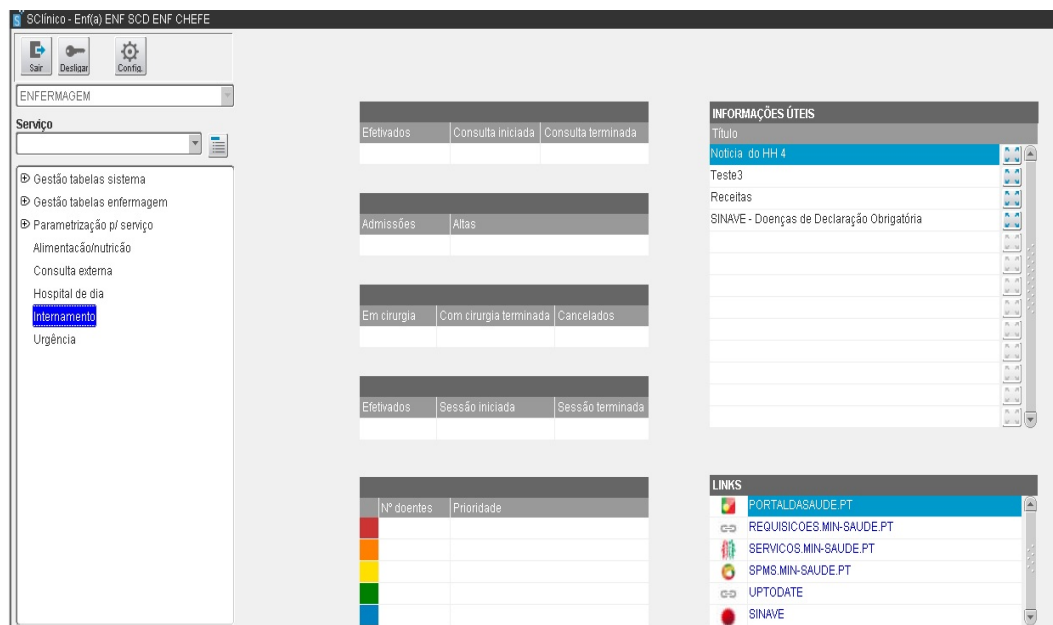 SClínico - Enf(a) ENF SCD ENF CHEFE
Sair Desligar Config.
ENFERMAGEM
Serviço
Gestão tabelas sistema
Gestão tabelas enfermagem
Parametrização p/ serviço
Alimentacão/nutricão
Consulta externa
Hospital de dia
Internamento
Urgência
Efetivados Consulta iniciada Consulta terminada
Admissões Altas
Em cirurgia Com cirurgia terminada Cancelados
Efetivados Sessão iniciada Sessão terminada
Nº doentes Prioridade
INFORMAÇÕES ÚTEIS
Título
Noticia do HH 4
Teste3
Receitas
SINAVE - Doenças de Declaração Obrigatória
LINKS
PORTALDASAUDE.PT
REQUISICOES.MIN-SAUDE.PT
SERVICOS.MIN-SAUDE.PT
SPMS.MIN-SAUDE.PT
UPTODATE
SINAVE